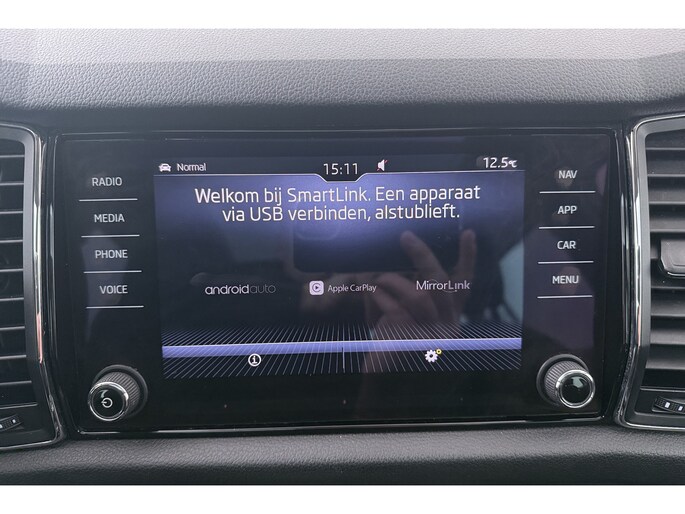 Normal 15:11 12.5°C
RADIO
MEDIA
PHONE
VOICE
Welkom bij SmartLink. Een apparaat
via USB verbinden, alstublieft.
androidauto Apple CarPlay MirrorLink
NAV
APP
CAR
MENU